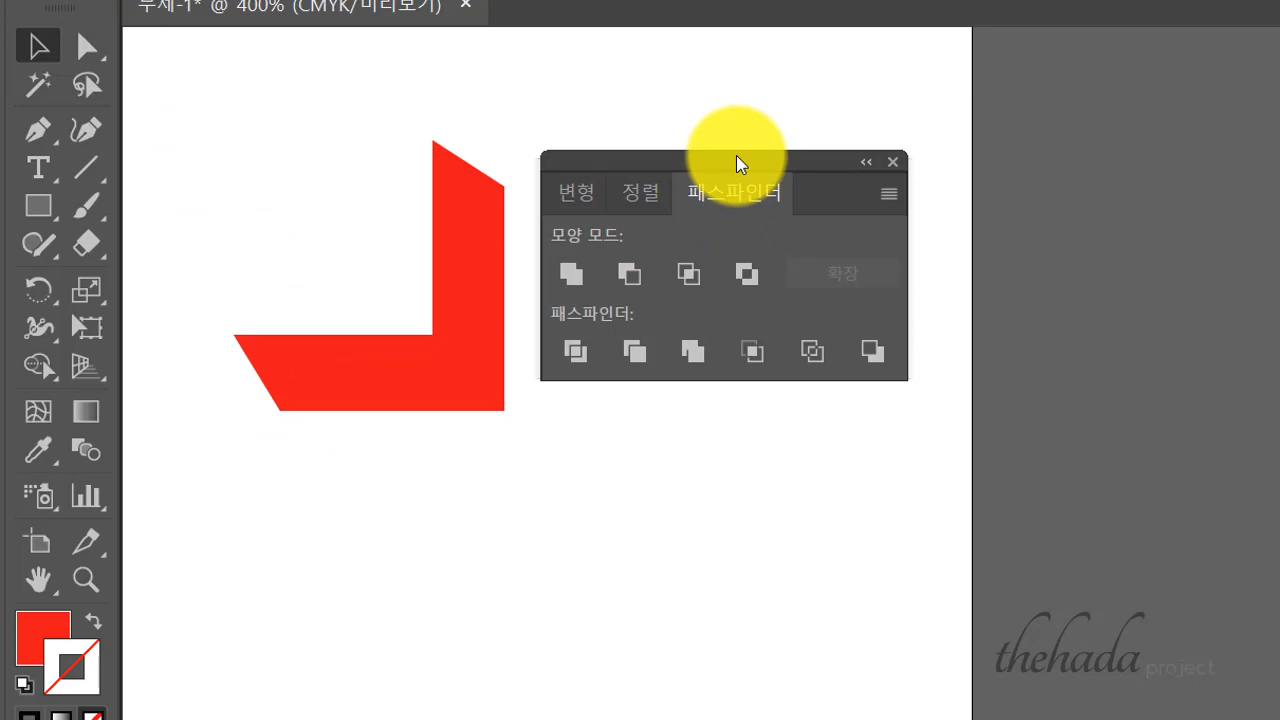 무제-1* @ 400% (CMYK/미리보기) ×
변형 정렬 패스파인더
모양 모드:
확장
패스파인더:
thehada project